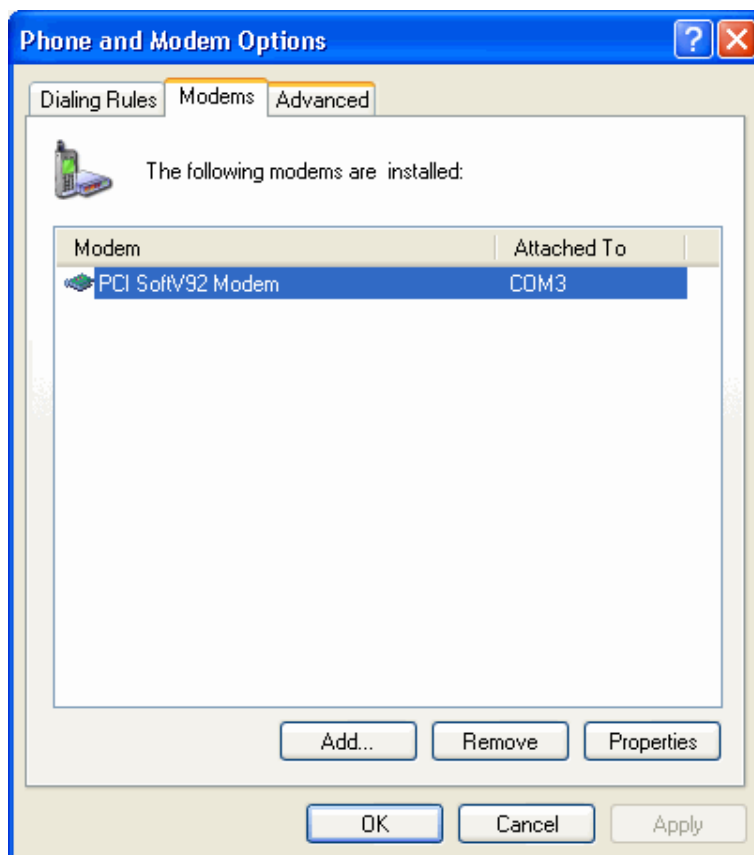 Phone and Modem Options
Dialing Rules Modems Advanced
The following modems are installed:
Modem Attached To
PCI SoftV92 Modem COM3
Add... Remove Properties
OK Cancel Apply